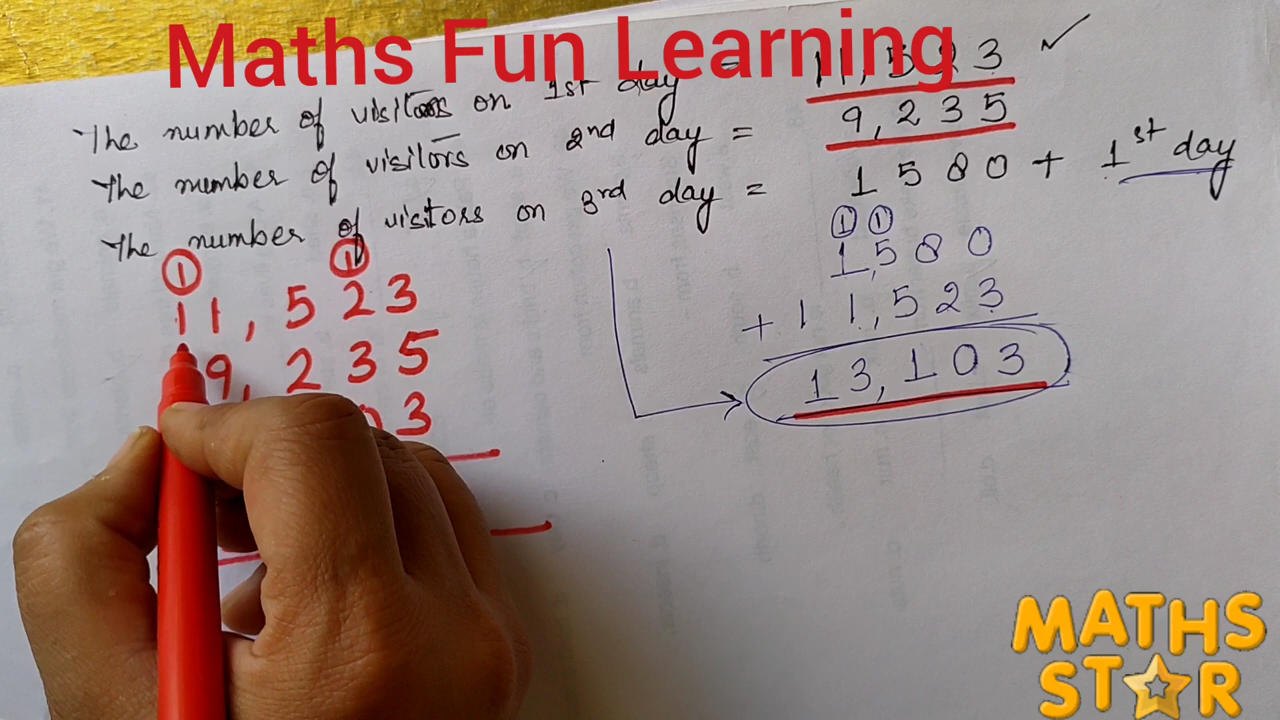 Maths Fun Learning
The number of visitors on 1st day = 11,523 ✓
The number of visitors on 2nd day = 9,235
The number of visitors on 3rd day = 1580 + 1st day
1 1
1,580
+ 11,523
13,103
1 1
11,523
9,235
03
MATHS
STAR